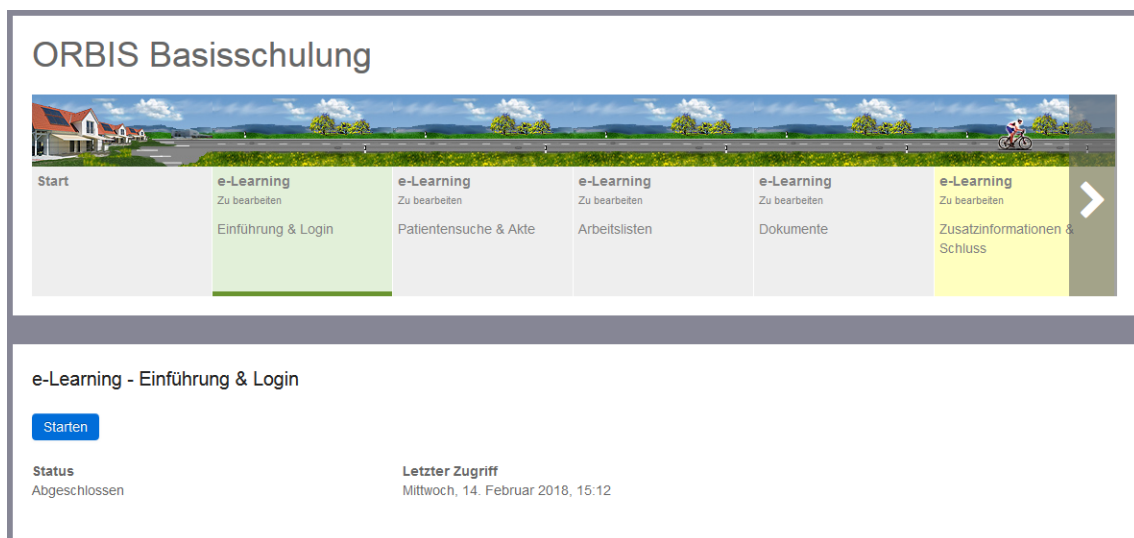 ORBIS Basisschulung
Start
e-Learning
Zu bearbeiten
Einführung & Login
e-Learning
Zu bearbeiten
Patientensuche & Akte
e-Learning
Zu bearbeiten
Arbeitslisten
e-Learning
Zu bearbeiten
Dokumente
e-Learning
Zu bearbeiten
Zusatzinformationen &
Schluss
e-Learning - Einführung & Login
Starten
Status
Abgeschlossen
Letzter Zugriff
Mittwoch, 14. Februar 2018, 15:12